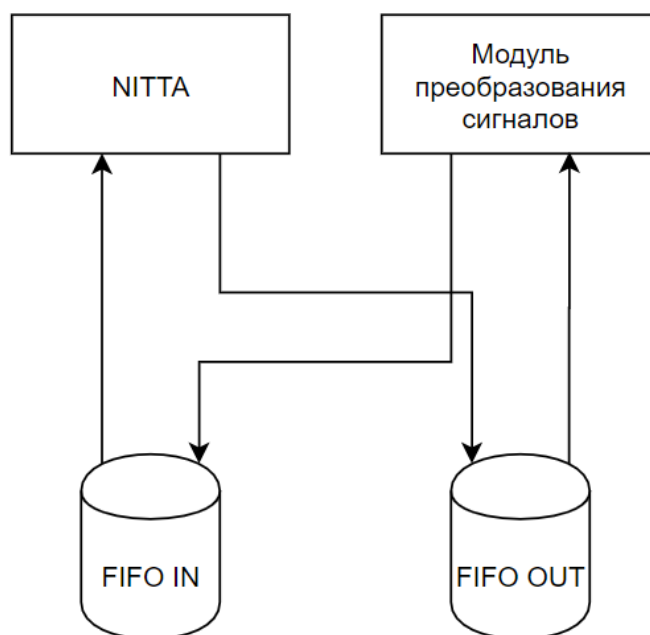 NITTA
Модуль
преобразования
сигналов
FIFO IN
FIFO OUT